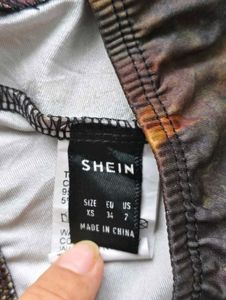 SHEIN
SIZE EU US
XS 34 2
MADE IN CHINA